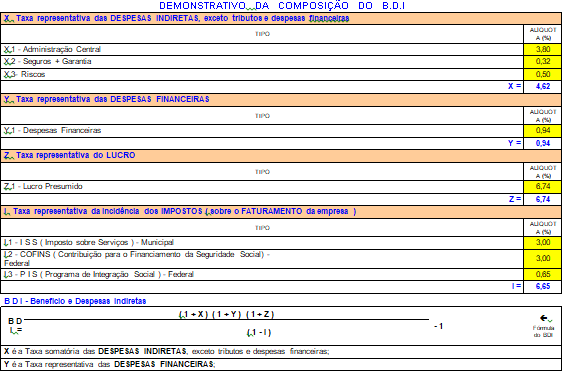 DEMONSTRATIVO DA COMPOSIÇÃO DO B.D.I
X. Taxa representativa das DESPESAS INDIRETAS, exceto tributos e despesas financeiras
TIPO ALIQUOT
A (%)
X.1 - Administração Central 3,80
X.2 - Seguros + Garantia 0,32
X.3- Riscos 0,50
X = 4,62
Y. Taxa representativa das DESPESAS FINANCEIRAS
TIPO ALIQUOT
A (%)
Y.1 - Despesas Financeiras 0,94
Y = 0,94
Z. Taxa representativa do LUCRO
TIPO ALIQUOT
A (%)
Z.1 - Lucro Presumido 6,74
Z = 6,74
I. Taxa representativa da incidência dos IMPOSTOS ( sobre o FATURAMENTO da empresa )
TIPO ALIQUOT
A (%)
I.1 - I S S ( Imposto sobre Serviços ) - Municipal 3,00
I.2 - COFINS ( Contribuição para o Financiamento da Seguridade Social) -
Federal 3,00
I.3 - P I S ( Programa de Integração Social ) - Federal 0,65
I = 6,65
B D I - Benefício e Despesas Indiretas
B D
I =
( 1 + X ) ( 1 + Y ) ( 1 + Z )
( 1 - I )
- 1
←
Fórmula
do BDI
X é a Taxa somatória das DESPESAS INDIRETAS, exceto tributos e despesas financeiras;
Y é a Taxa representativa das DESPESAS FINANCEIRAS;